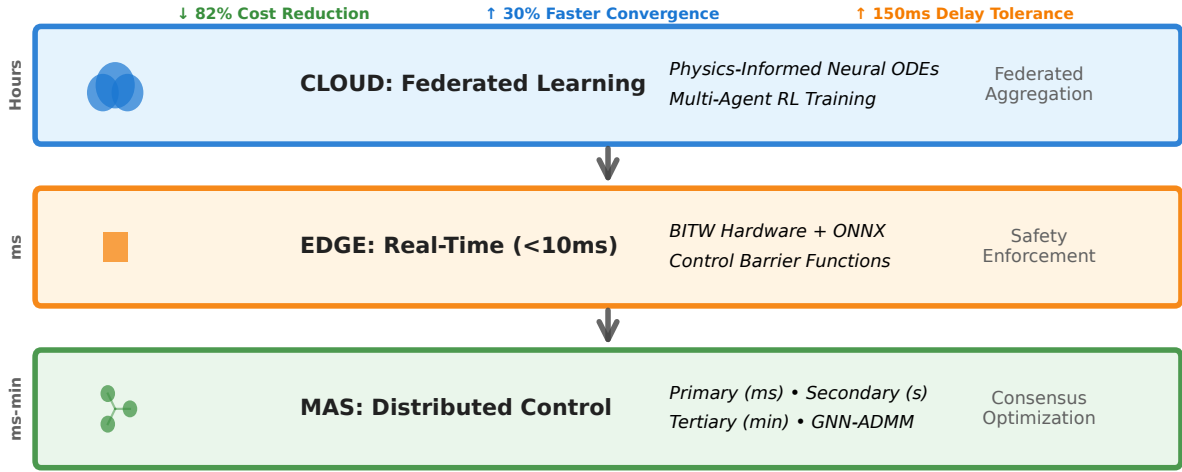 ↓ 82% Cost Reduction
↑ 30% Faster Convergence
↑ 150ms Delay Tolerance
Hours
CLOUD: Federated Learning
Physics-Informed Neural ODEs
Multi-Agent RL Training
Federated
Aggregation
ms
EDGE: Real-Time (<10ms)
BITW Hardware + ONNX
Control Barrier Functions
Safety
Enforcement
ms-min
MAS: Distributed Control
Primary (ms) • Secondary (s)
Tertiary (min) • GNN-ADMM
Consensus
Optimization